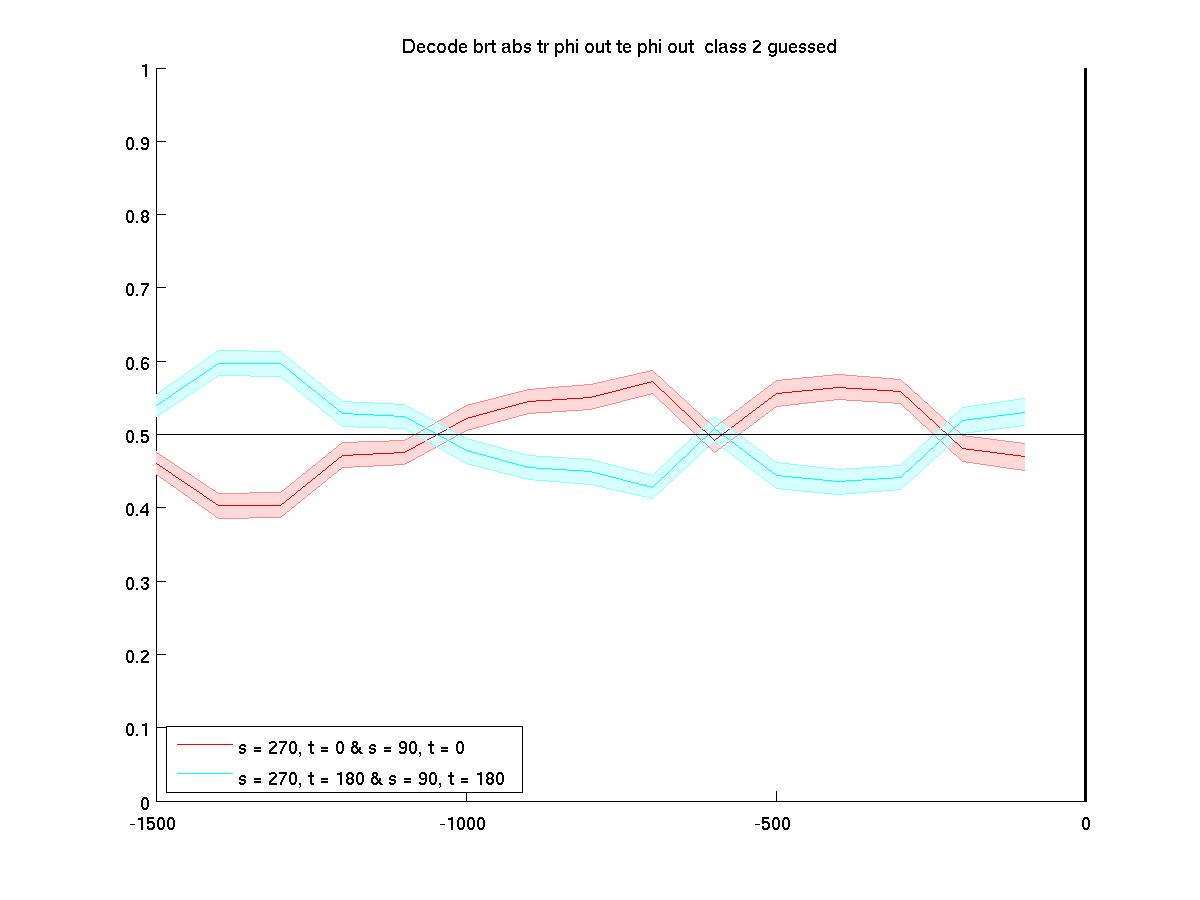 Decode brt abs tr phi out te phi out  class 2 guessed
1
0.9
0.8
0.7
0.6
0.5
0.4
0.3
0.2
0.1
0
s = 270, t = 0 & s = 90, t = 0
s = 270, t = 180 & s = 90, t = 180
-1500 -1000 -500 0